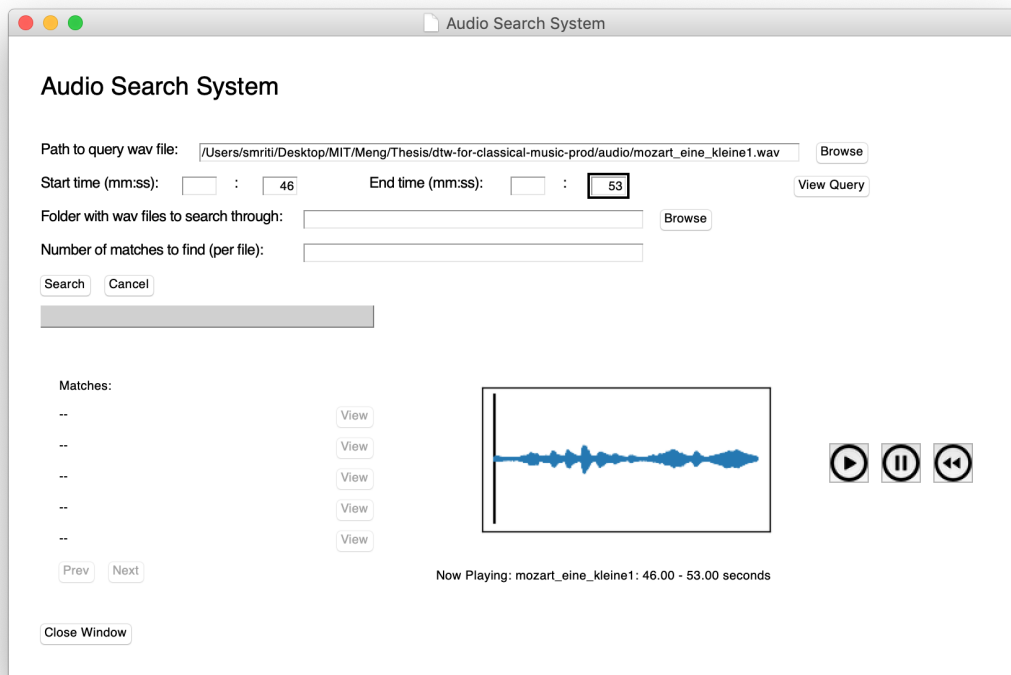 Audio Search System
Audio Search System
Path to query wav file: /Users/smriti/Desktop/MIT/Meng/Thesis/dtw-for-classical-music-prod/audio/mozart_eine_kleine1.wav Browse
Start time (mm:ss): : 46 End time (mm:ss): : 53 View Query
Folder with wav files to search through: Browse
Number of matches to find (per file):
Search Cancel
Matches:
-- View
-- View
-- View
-- View
-- View
Prev Next
Now Playing: mozart_eine_kleine1: 46.00 - 53.00 seconds
Close Window